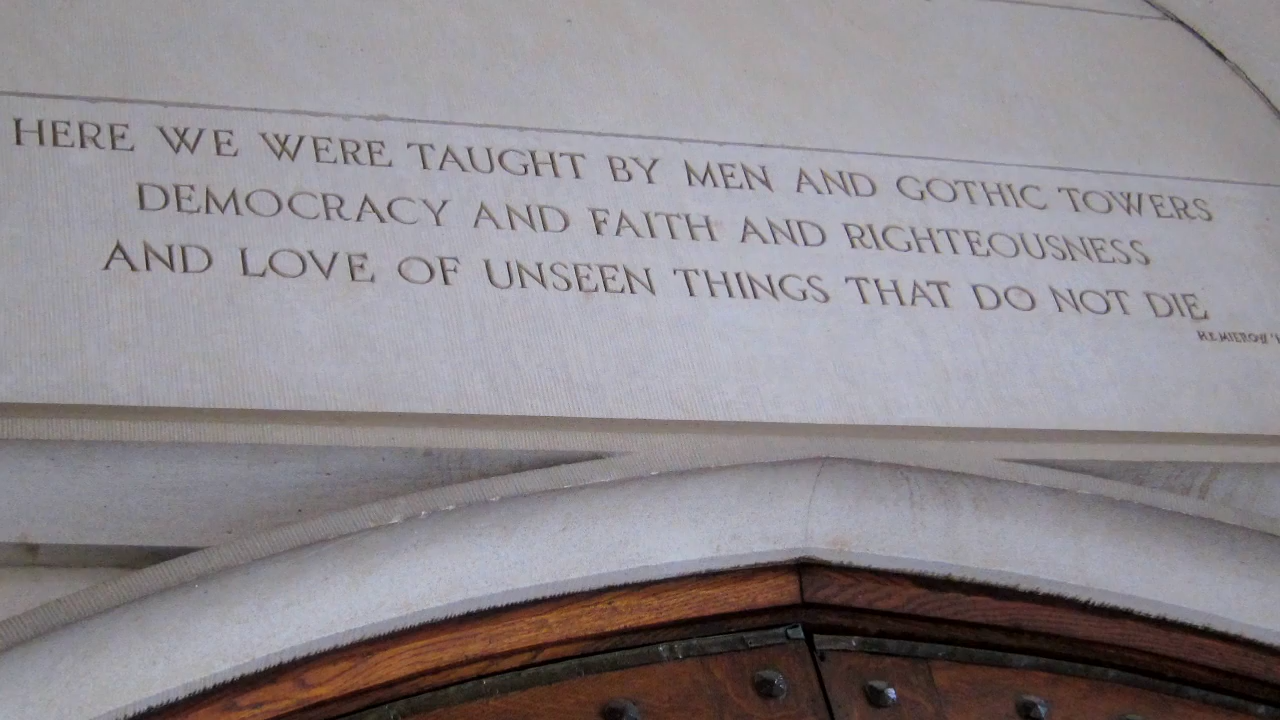 HERE WE WERE TAUGHT BY MEN AND GOTHIC TOWERS
DEMOCRACY AND FAITH AND RIGHTEOUSNESS
AND LOVE OF UNSEEN THINGS THAT DO NOT DIE
H.E. MIEROW '